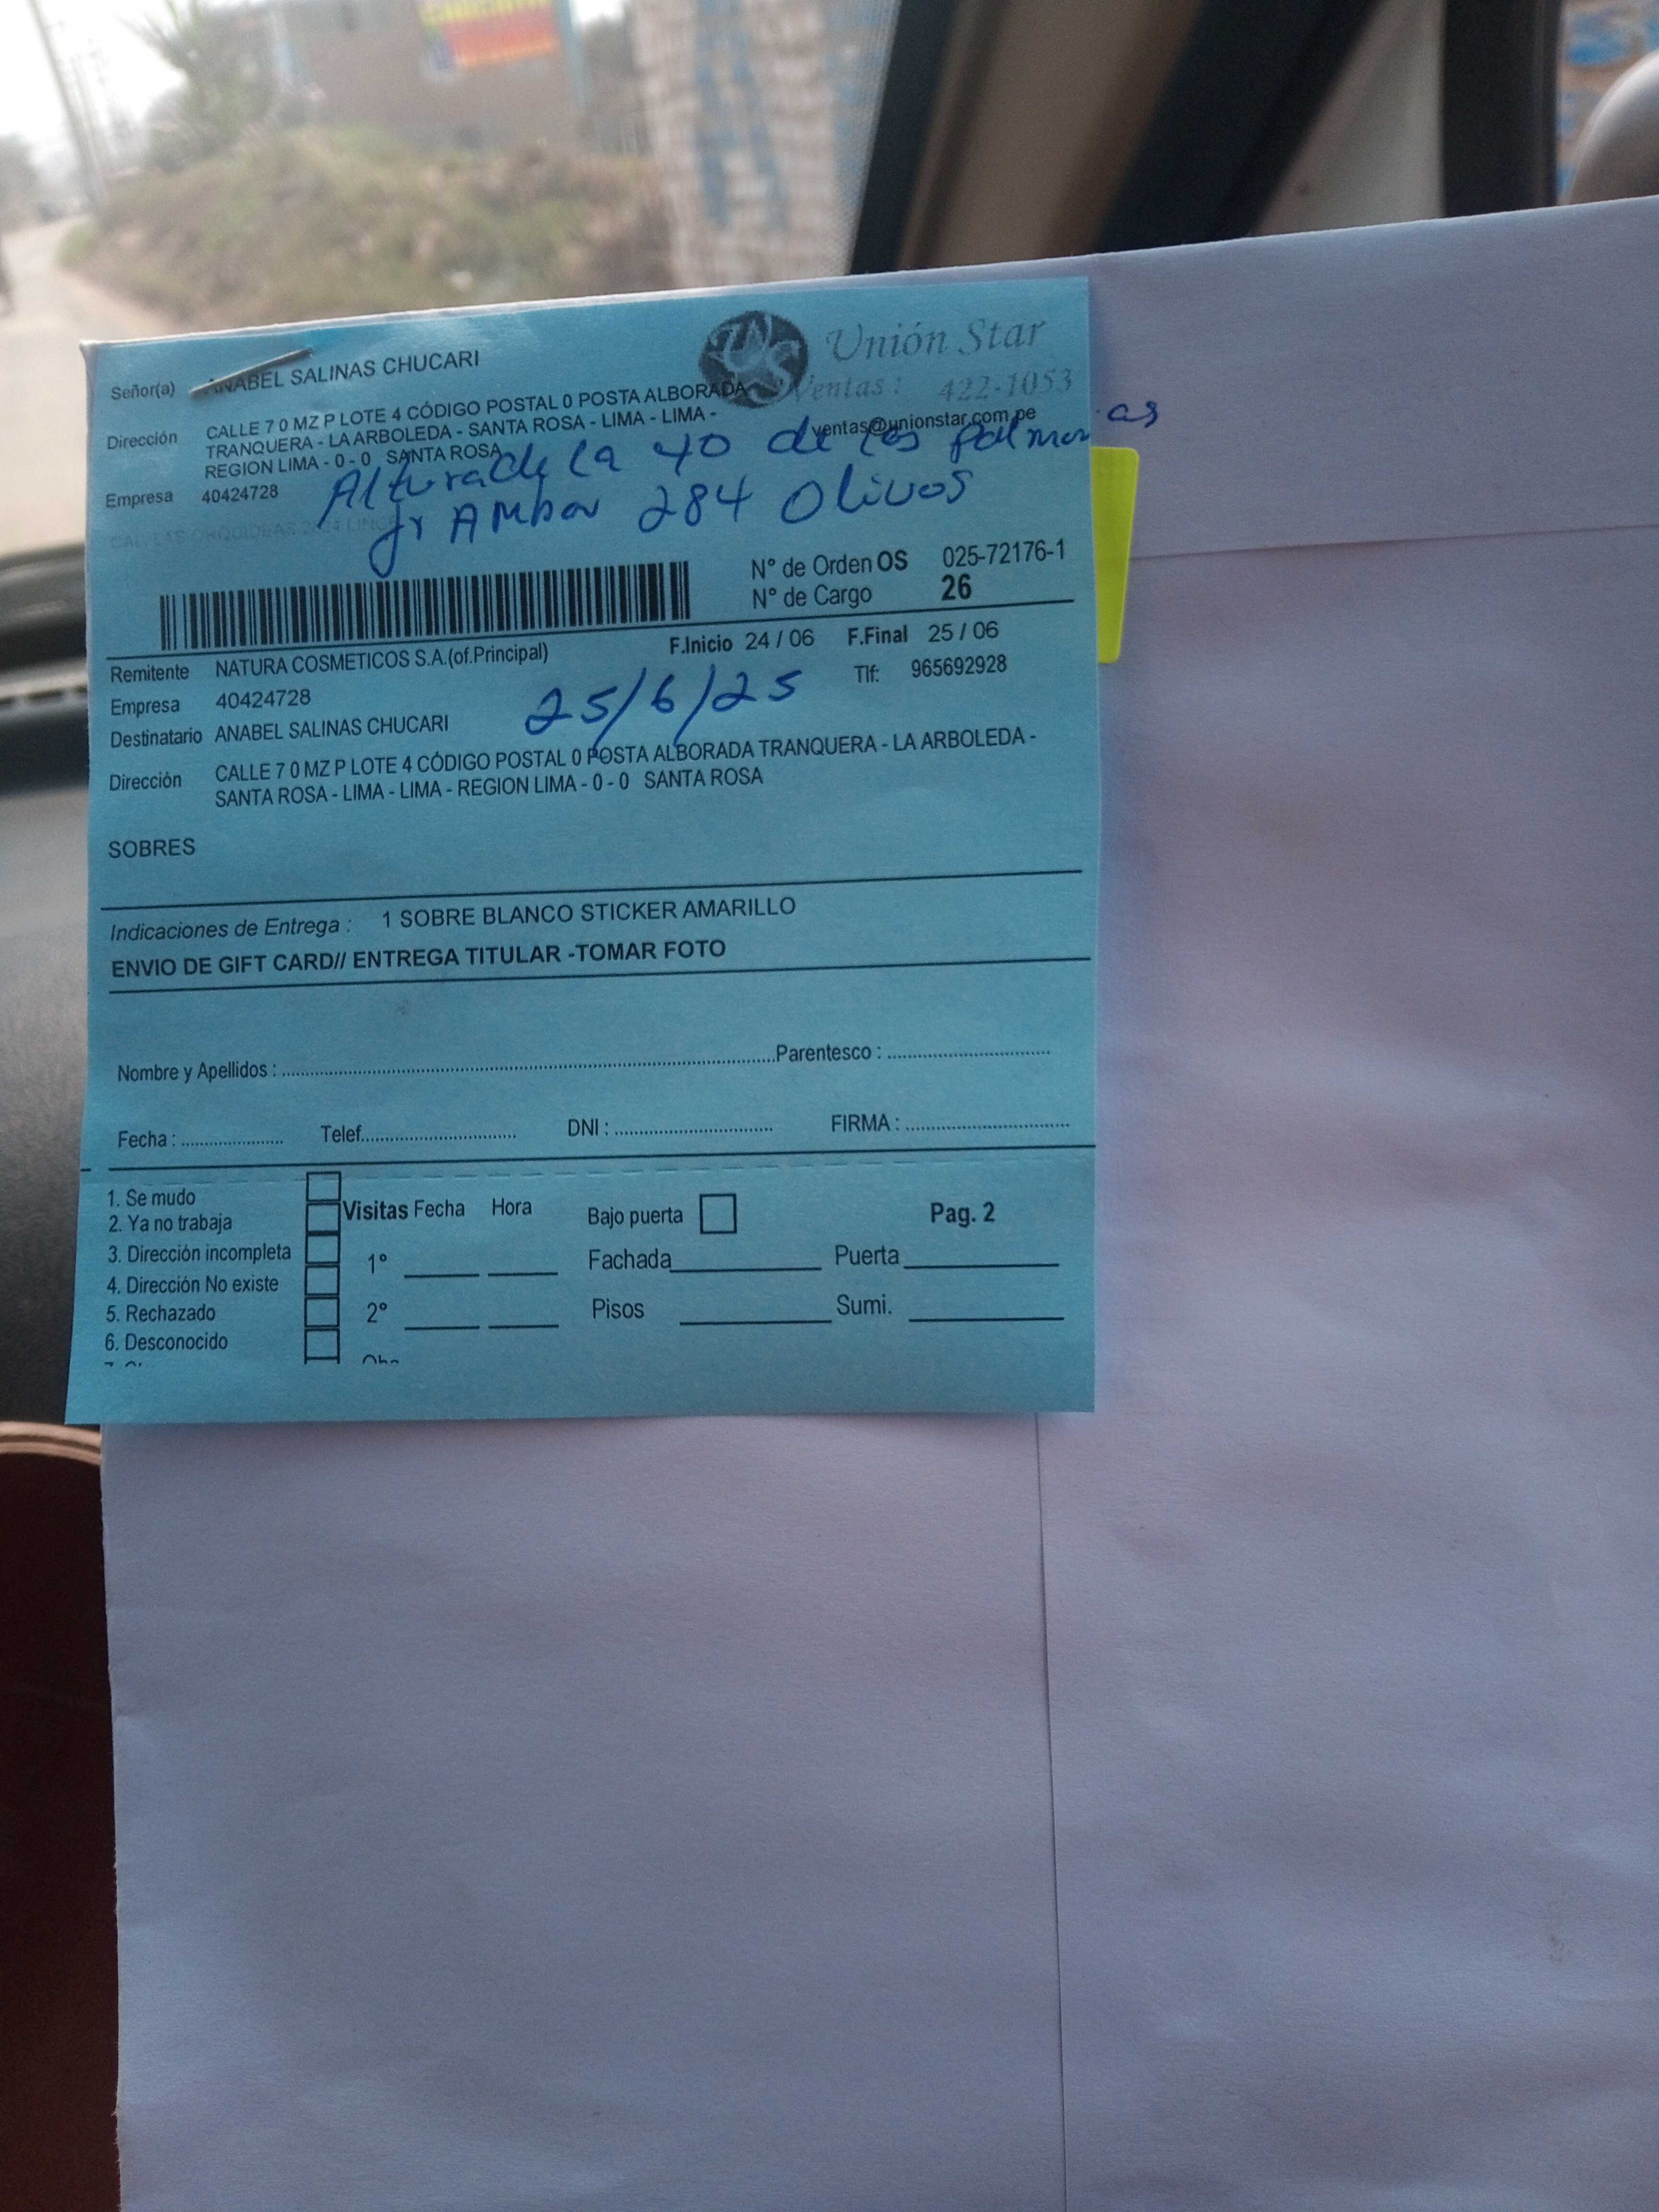 Unión Star
Ventas: 422-1053
ventas@unionstar.com.pe
Señor(a) ANABEL SALINAS CHUCARI
Dirección CALLE 7 0 MZ P LOTE 4 CÓDIGO POSTAL 0 POSTA ALBORADA
TRANQUERA - LA ARBOLEDA - SANTA ROSA - LIMA - LIMA -
REGION LIMA - 0 - 0 SANTA ROSA
Empresa 40424728
Altura de la 40 de las palmeras
jr AMbar 284 Olivos
N° de Orden OS 025-72176-1
N° de Cargo 26
F.Inicio 24 / 06 F.Final 25 / 06
Remitente NATURA COSMETICOS S.A.(of.Principal)
Tlf: 965692928
Empresa 40424728
25/6/25
Destinatario ANABEL SALINAS CHUCARI
Dirección CALLE 7 0 MZ P LOTE 4 CÓDIGO POSTAL 0 POSTA ALBORADA TRANQUERA - LA ARBOLEDA -
SANTA ROSA - LIMA - LIMA - REGION LIMA - 0 - 0 SANTA ROSA
SOBRES
Indicaciones de Entrega : 1 SOBRE BLANCO STICKER AMARILLO
ENVIO DE GIFT CARD// ENTREGA TITULAR -TOMAR FOTO
Nombre y Apellidos : Parentesco :
Fecha : Telef. DNI : FIRMA :
1. Se mudo
2. Ya no trabaja
3. Dirección incompleta
4. Dirección No existe
5. Rechazado
6. Desconocido
Visitas Fecha Hora
1°
2°
Bajo puerta
Fachada
Pisos
Pag. 2
Puerta
Sumi.